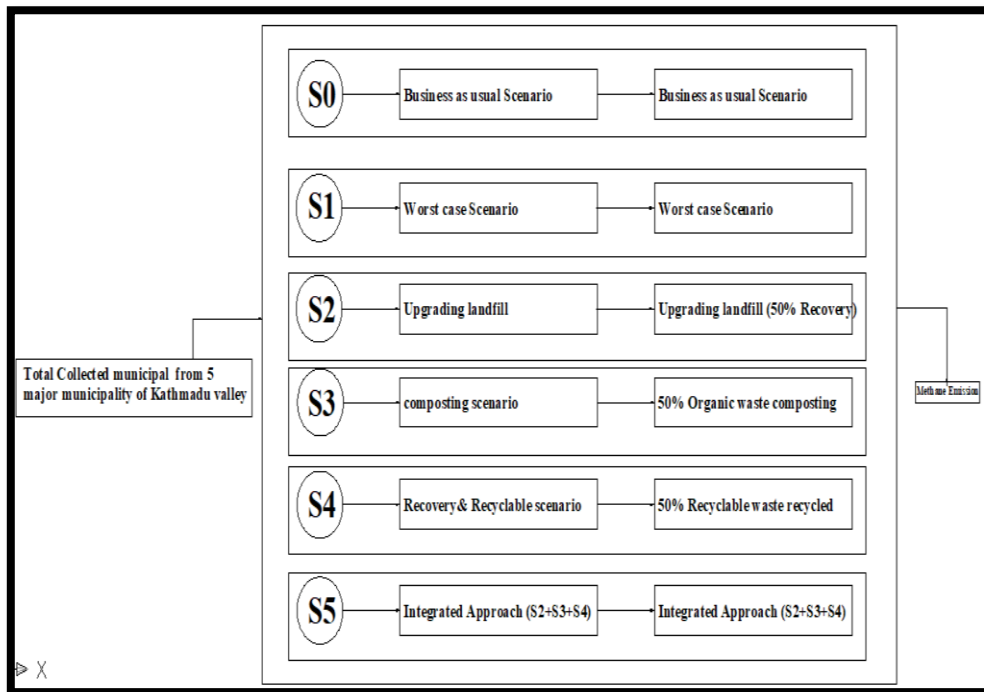 S0
Business as usual Scenario
Business as usual Scenario
S1
Worst case Scenario
Worst case Scenario
S2
Upgrading landfill
Upgrading landfill (50% Recovery)
Total Collected municipal from 5
major municipality of Kathmadu valley
S3
composting scenario
50% Organic waste composting
Methane Emission
S4
Recovery& Recyclable scenario
50% Recyclable waste recycled
S5
Integrated Approach (S2+S3+S4)
Integrated Approach (S2+S3+S4)
X